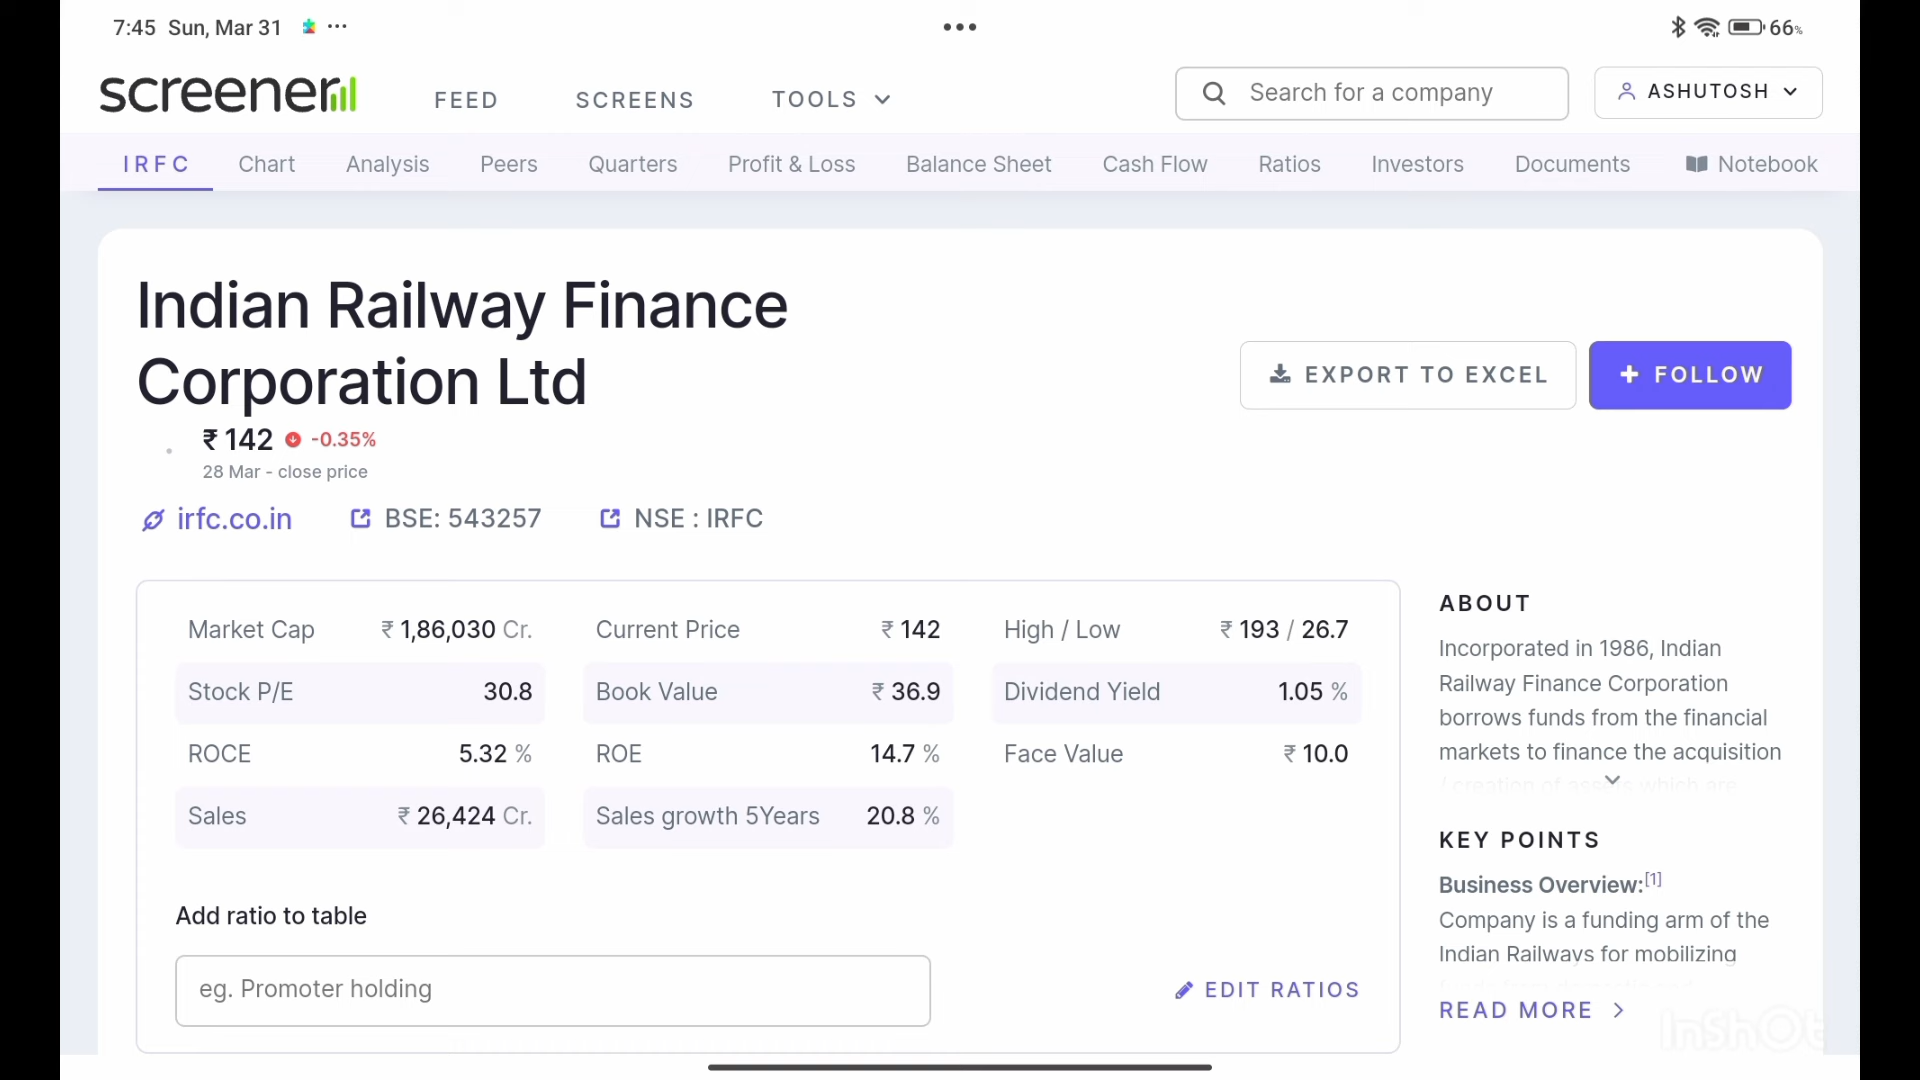 7:45 Sun, Mar 31
66%
screener
FEED
SCREENS
TOOLS
Search for a company
ASHUTOSH
IRFC
Chart
Analysis
Peers
Quarters
Profit & Loss
Balance Sheet
Cash Flow
Ratios
Investors
Documents
Notebook
Indian Railway Finance
Corporation Ltd
EXPORT TO EXCEL
+ FOLLOW
₹ 142 -0.35%
28 Mar - close price
irfc.co.in
BSE: 543257
NSE : IRFC
Market Cap ₹ 1,86,030 Cr.
Current Price ₹ 142
High / Low ₹ 193 / 26.7
Stock P/E 30.8
Book Value ₹ 36.9
Dividend Yield 1.05 %
ROCE 5.32 %
ROE 14.7 %
Face Value ₹ 10.0
Sales ₹ 26,424 Cr.
Sales growth 5Years 20.8 %
Add ratio to table
eg. Promoter holding
EDIT RATIOS
ABOUT
Incorporated in 1986, Indian
Railway Finance Corporation
borrows funds from the financial
markets to finance the acquisition
/ creation of assets which are
KEY POINTS
Business Overview:[1]
Company is a funding arm of the
Indian Railways for mobilizing
READ MORE
InShOt